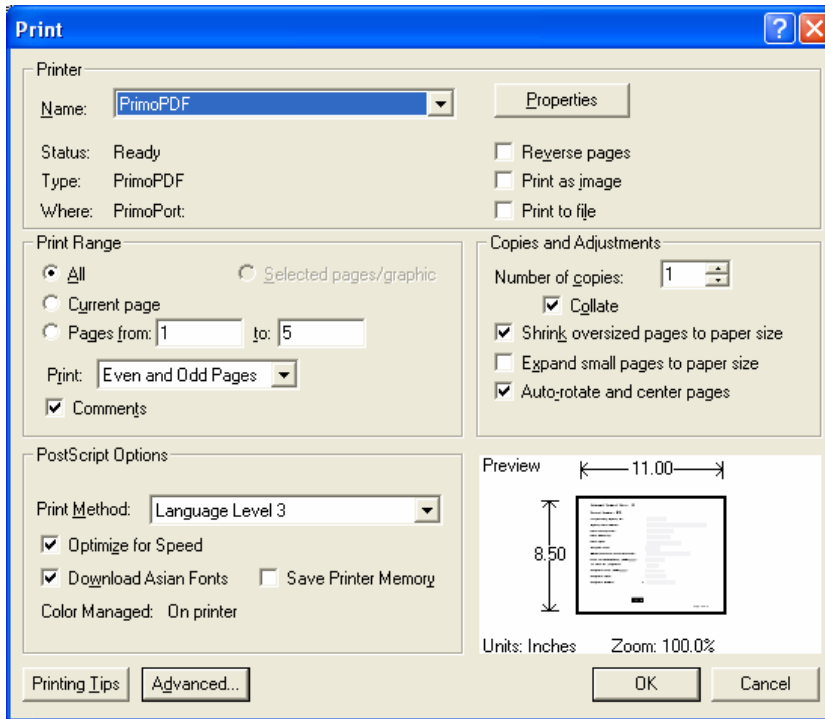 Print
Printer
Name: PrimoPDF
Properties
Status: Ready
Reverse pages
Type: PrimoPDF
Print as image
Where: PrimoPort:
Print to file
Print Range
Copies and Adjustments
All
Selected pages/graphic
Number of copies: 1
Current page
Collate
Pages from: 1 to: 5
Shrink oversized pages to paper size
Expand small pages to paper size
Print: Even and Odd Pages
Auto-rotate and center pages
Comments
PostScript Options
Preview
11.00
Print Method: Language Level 3
Optimize for Speed
8.50
Download Asian Fonts
Save Printer Memory
Color Managed: On printer
Units: Inches Zoom: 100.0%
Printing Tips
Advanced...
OK
Cancel